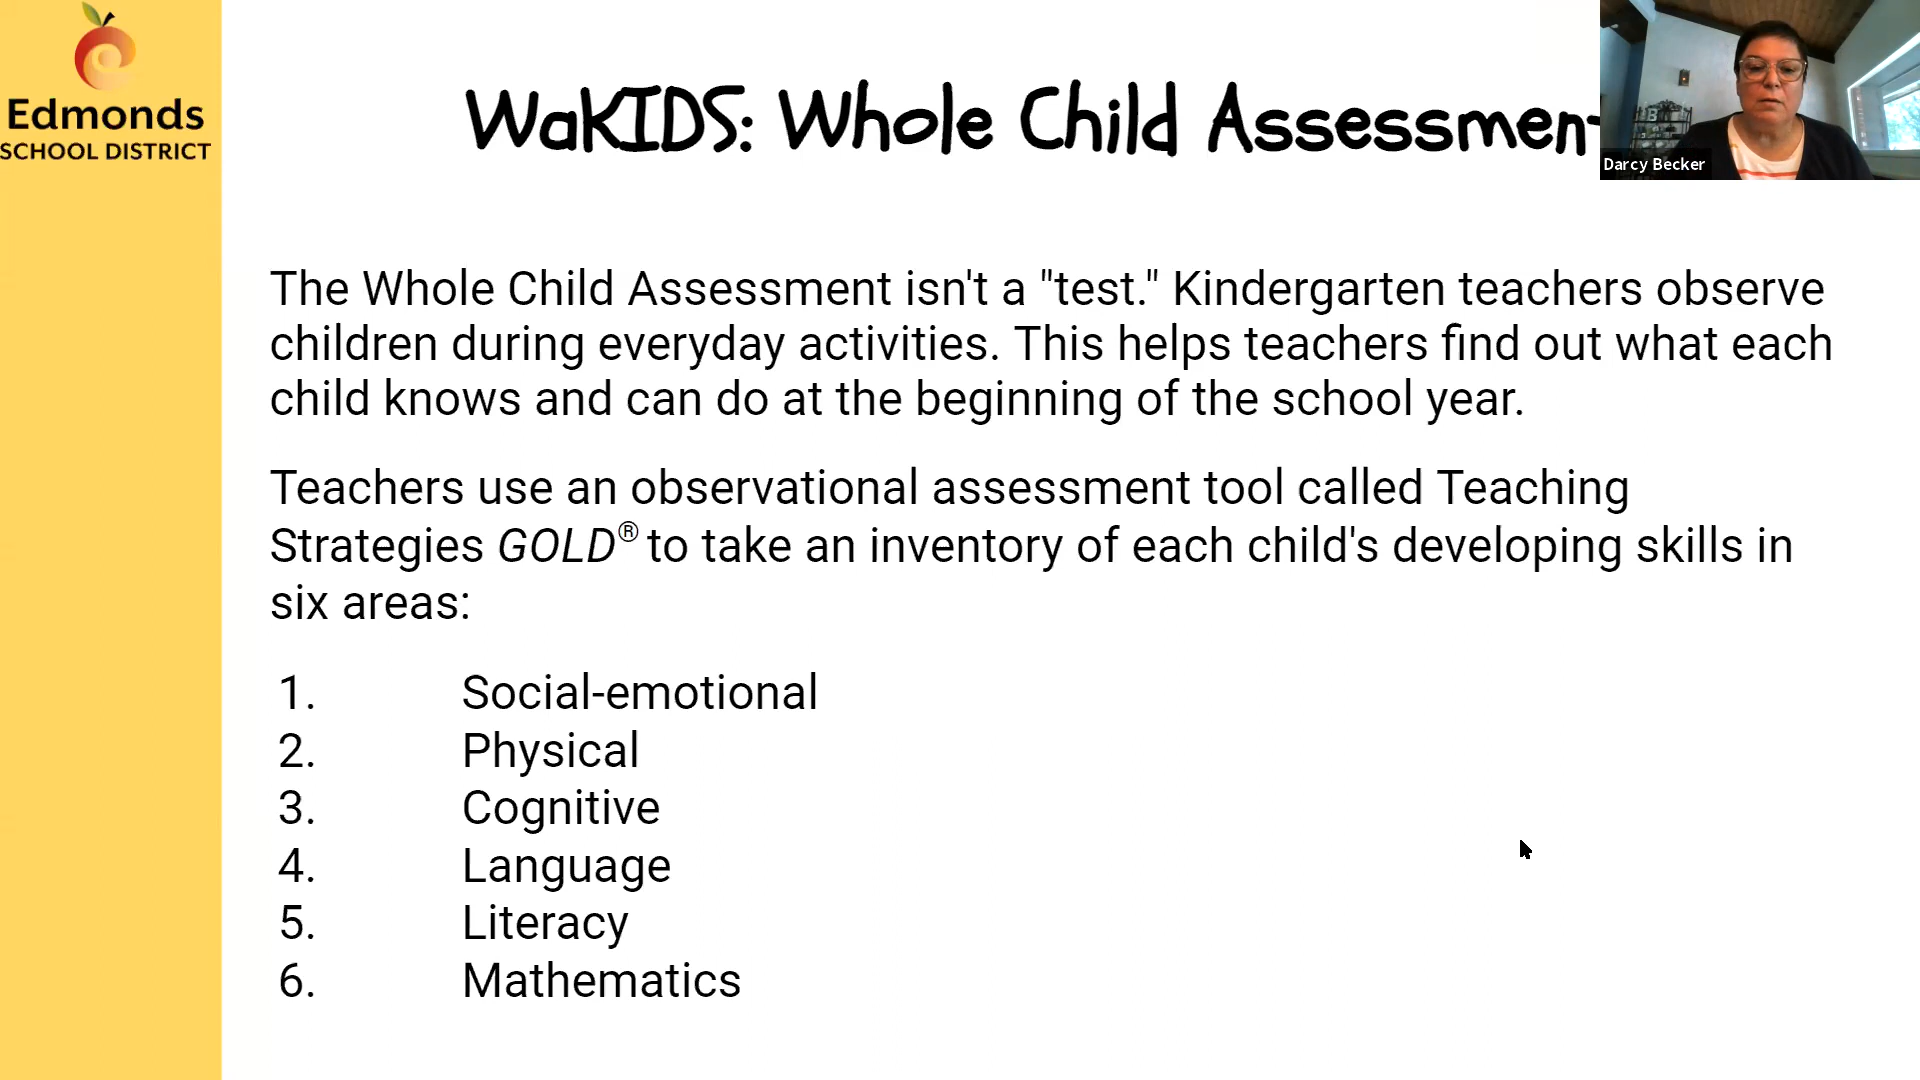 Edmonds
SCHOOL DISTRICT
WaKIDS: Whole Child Assessment
Darcy Becker
The Whole Child Assessment isn't a "test." Kindergarten teachers observe
children during everyday activities. This helps teachers find out what each
child knows and can do at the beginning of the school year.
Teachers use an observational assessment tool called Teaching
Strategies GOLD® to take an inventory of each child's developing skills in
six areas:
1. Social-emotional
2. Physical
3. Cognitive
4. Language
5. Literacy
6. Mathematics